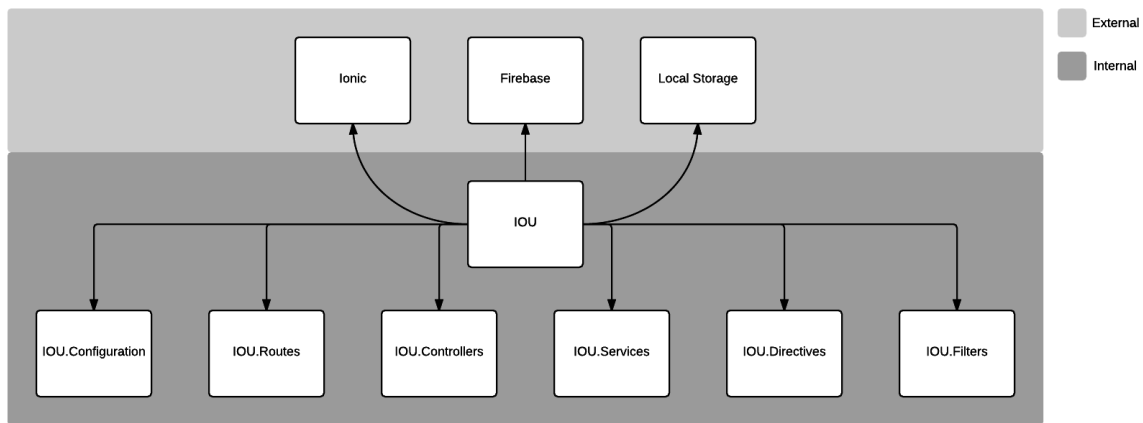 External
Internal
Ionic
Firebase
Local Storage
IOU
IOU.Configuration
IOU.Routes
IOU.Controllers
IOU.Services
IOU.Directives
IOU.Filters